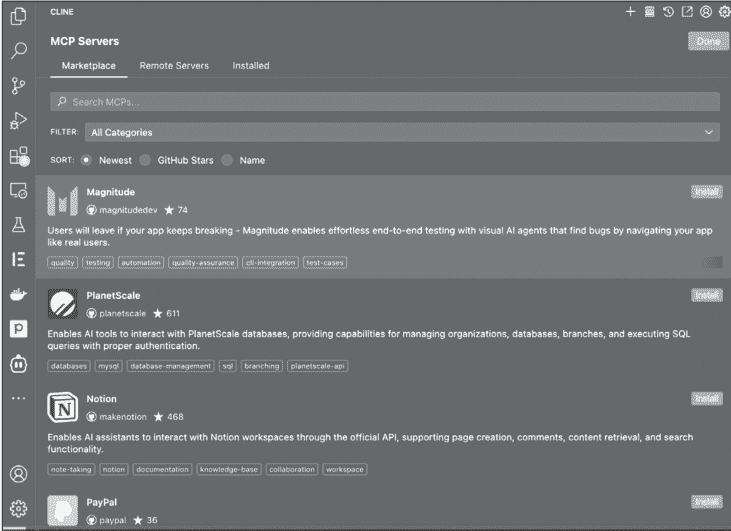 CLINE
MCP Servers
Done
Marketplace Remote Servers Installed
Search MCPs...
FILTER: All Categories
SORT: Newest GitHub Stars Name
Magnitude
Install
magnitudedev 74
Users will leave if your app keeps breaking - Magnitude enables effortless end-to-end testing with visual AI agents that find bugs by navigating your app
like real users.
quality testing automation quality-assurance cli-integration test-cases
PlanetScale
Install
planetscale 611
Enables AI tools to interact with PlanetScale databases, providing capabilities for managing organizations, databases, branches, and executing SQL
queries with proper authentication.
databases mysql database-management sql branching planetscale-api
Notion
Install
makenotion 468
Enables AI assistants to interact with Notion workspaces through the official API, supporting page creation, comments, content retrieval, and search
functionality.
note-taking notion documentation knowledge-base collaboration workspace
PayPal
Install
paypal 36